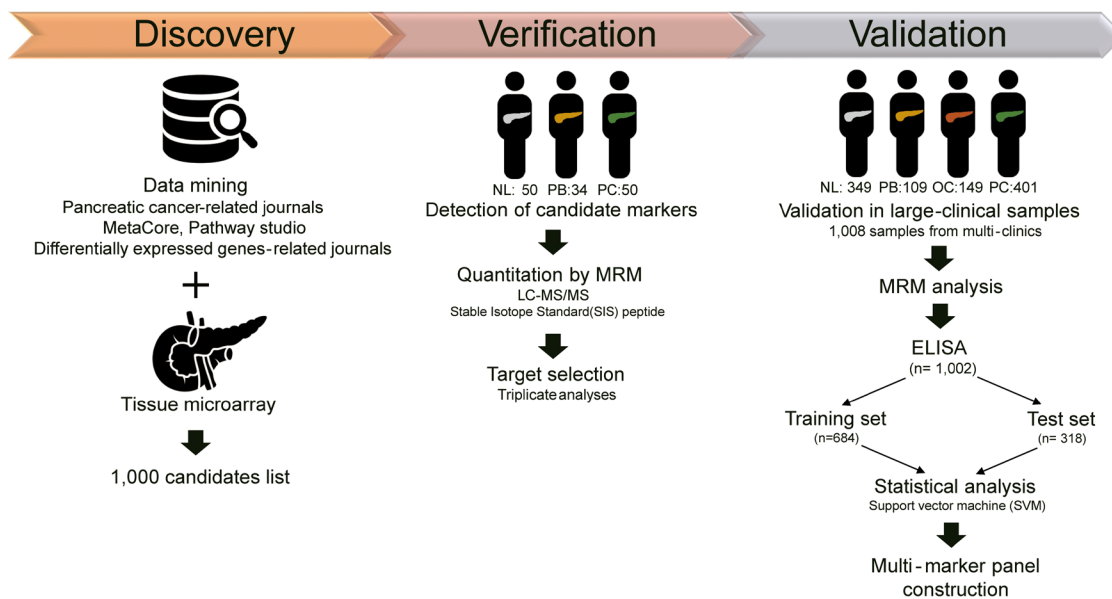 Discovery
Verification
Validation
Data mining
Pancreatic cancer-related journals
MetaCore, Pathway studio
Differentially expressed genes-related journals
+
Tissue microarray
1,000 candidates list
NL: 50 PB:34 PC:50
Detection of candidate markers
Quantitation by MRM
LC-MS/MS
Stable Isotope Standard(SIS) peptide
Target selection
Triplicate analyses
NL: 349 PB:109 OC:149 PC:401
Validation in large-clinical samples
1,008 samples from multi-clinics
MRM analysis
ELISA
(n= 1,002)
Training set
(n=684)
Test set
(n= 318)
Statistical analysis
Support vector machine (SVM)
Multi-marker panel
construction